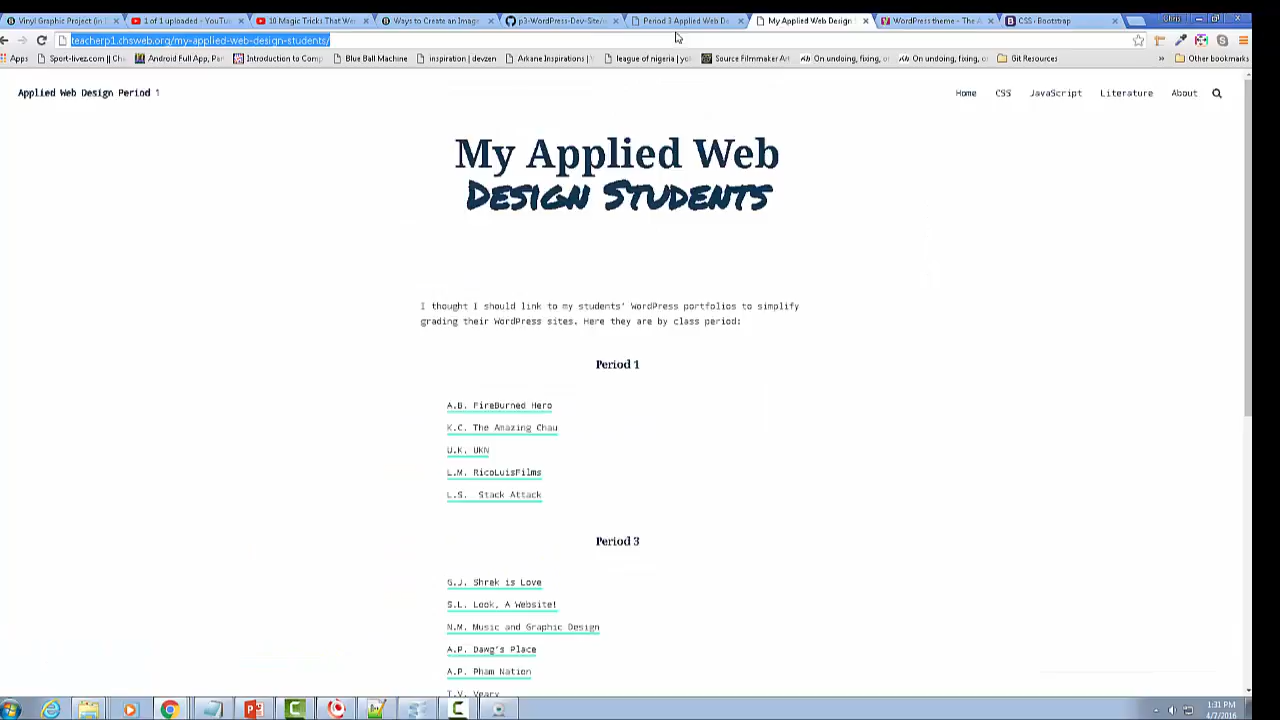 Vinyl Graphic Project (in I
1 of 1 uploaded - YouTu
10 Magic Tricks That We
Ways to Create an Image
p3-WordPress-Dev-Site/
Period 3 Applied Web De
My Applied Web Design
WordPress theme - The A
CSS · Bootstrap
Chris
teacherp1.chsweb.org/my-applied-web-design-students/
Apps
Sport-livez.com || Ch
Android Full App, Pa
Introduction to Comp
Blue Ball Machine
inspiration | devzen
Arkane Inspirations |
league of nigeria | yo
Source Filmmaker Art
On undoing, fixing, o
On undoing, fixing, o
Git Resources
»
Other bookmarks
Applied Web Design Period 1
Home CSS JavaScript Literature About
My Applied Web
Design Students
I thought I should link to my students' WordPress portfolios to simplify
grading their WordPress sites. Here they are by class period:
Period 1
A.B. FireBurned Hero
K.C. The Amazing Chau
U.K. UKN
L.M. RicoLuisFilms
L.S. Stack Attack
Period 3
G.J. Shrek is Love
S.L. Look, A Website!
N.M. Music and Graphic Design
A.P. Dawg's Place
A.P. Pham Nation
T.V. Veary
1:31 PM
4/7/2016